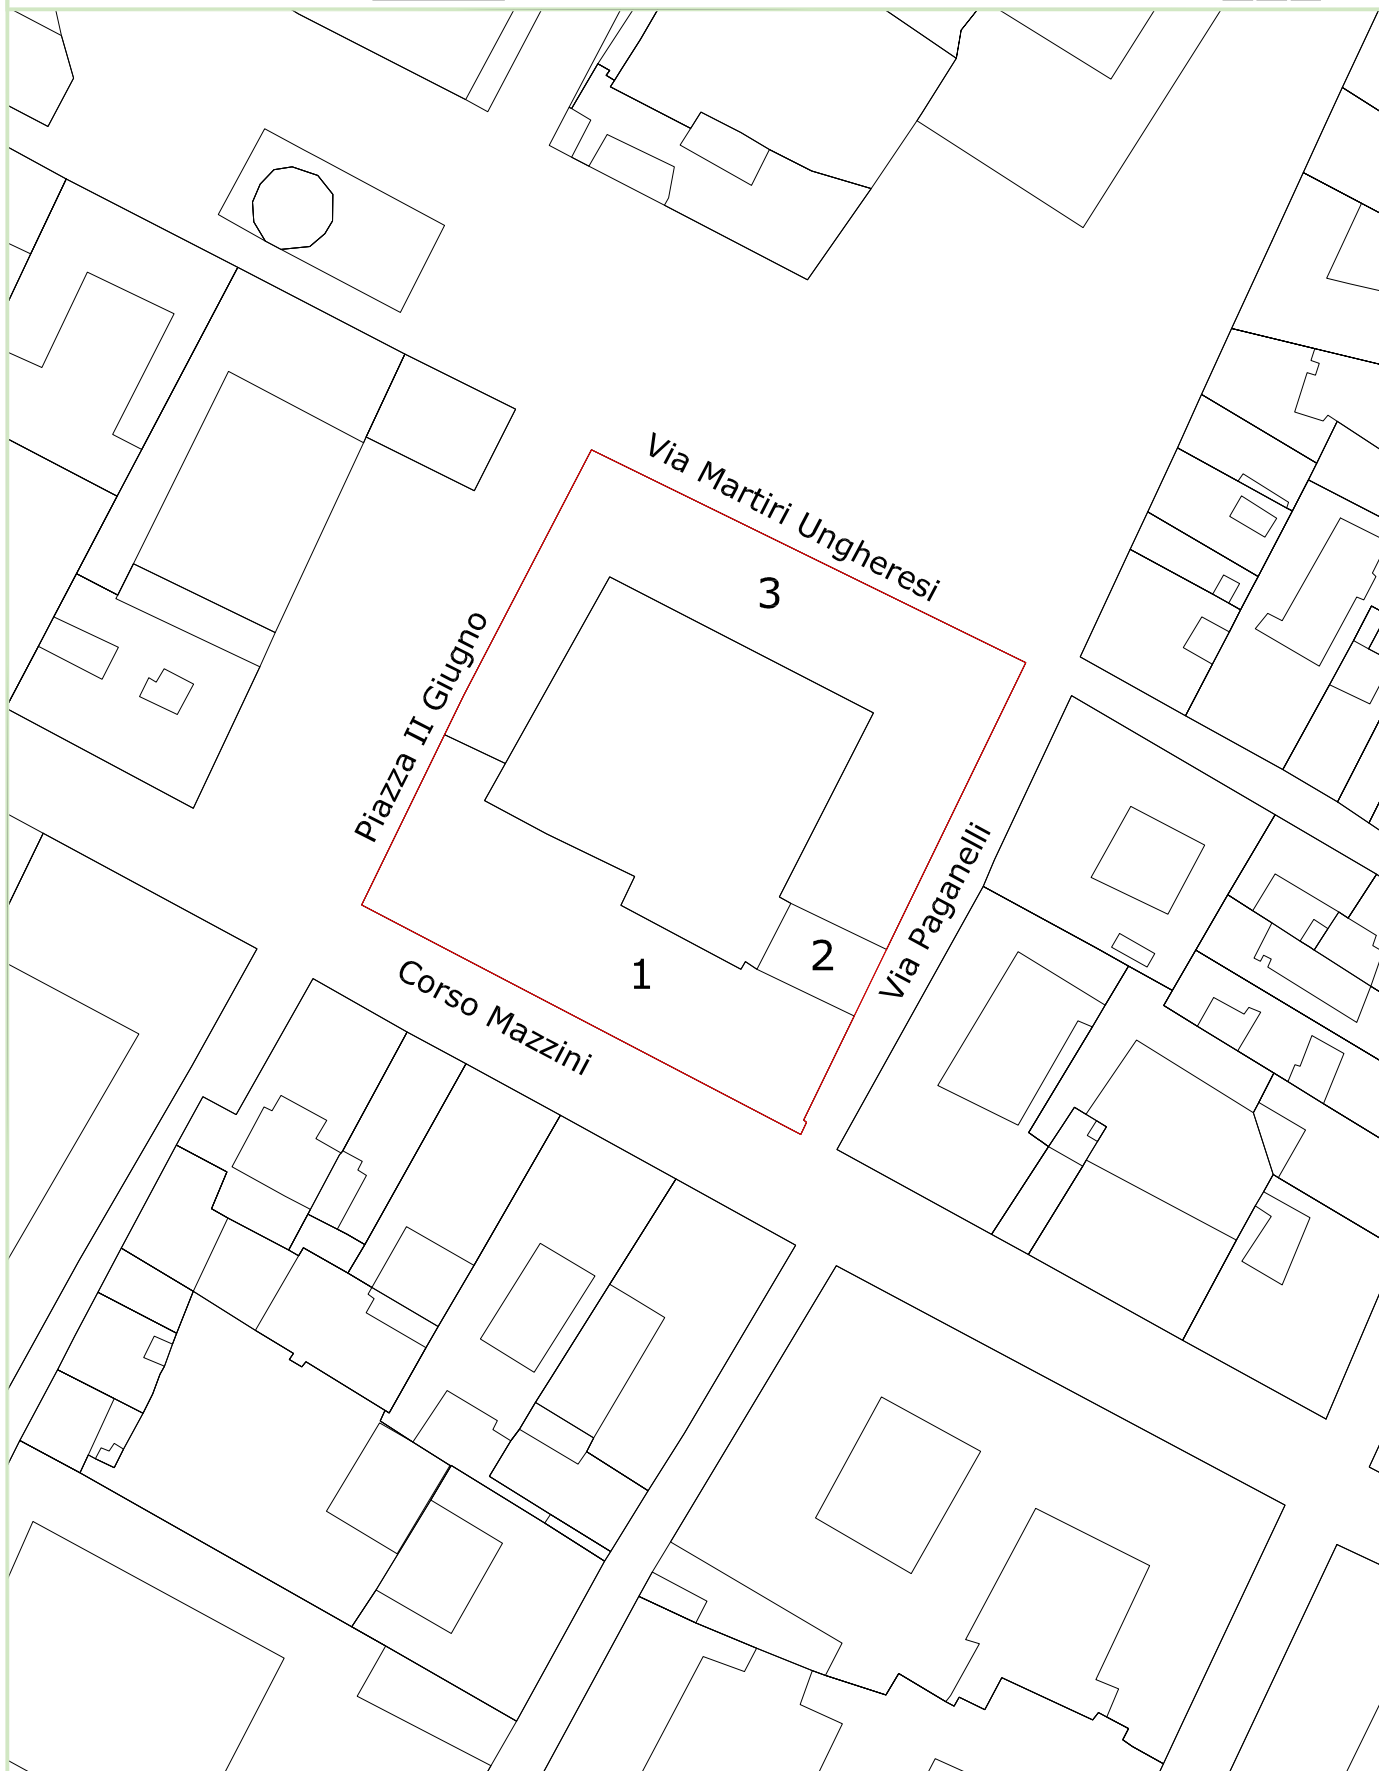 Via Martiri Ungheresi
3
Piazza II Giugno
Via Paganelli
2
1
Corso Mazzini